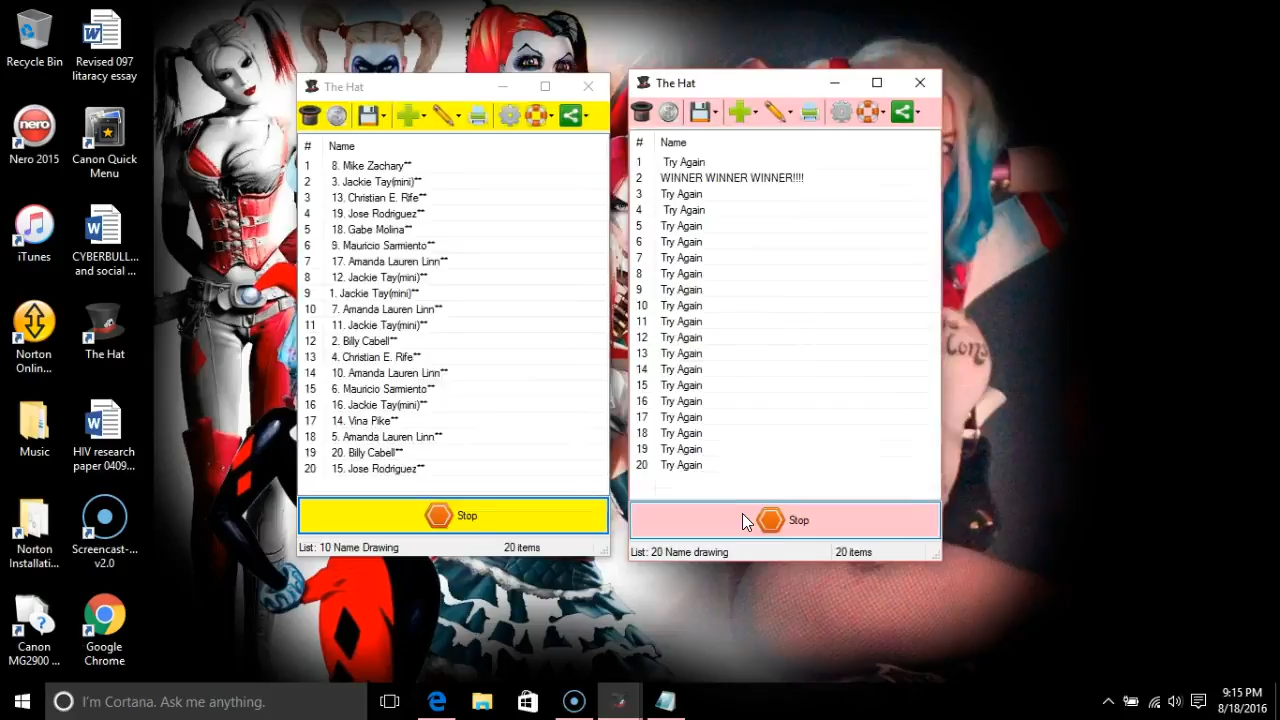 Recycle Bin
Revised 097
litaracy essay
Nero 2015
Canon Quick
Menu
iTunes
CYBERBULL...
and social ...
Norton
Online...
The Hat
Music
HIV research
paper 0409...
Norton
Installati...
Screencast-...
v2.0
Canon
MG2900 ...
Google
Chrome
The Hat
# Name
1 8. Mike Zachary**
2 3. Jackie Tay(mini)**
3 13. Christian E. Rife**
4 19. Jose Rodriguez**
5 18. Gabe Molina**
6 9. Mauricio Sarmiento**
7 17. Amanda Lauren Linn**
8 12. Jackie Tay(mini)**
9 1. Jackie Tay(mini)**
10 7. Amanda Lauren Linn**
11 11. Jackie Tay(mini)**
12 2. Billy Cabell**
13 4. Christian E. Rife**
14 10. Amanda Lauren Linn**
15 6. Mauricio Sarmiento**
16 16. Jackie Tay(mini)**
17 14. Vina Pike**
18 5. Amanda Lauren Linn**
19 20. Billy Cabell**
20 15. Jose Rodriguez**
Stop
List: 10 Name Drawing 20 items
The Hat
# Name
1 Try Again
2 WINNER WINNER WINNER!!!!
3 Try Again
4 Try Again
5 Try Again
6 Try Again
7 Try Again
8 Try Again
9 Try Again
10 Try Again
11 Try Again
12 Try Again
13 Try Again
14 Try Again
15 Try Again
16 Try Again
17 Try Again
18 Try Again
19 Try Again
20 Try Again
Stop
List: 20 Name drawing 20 items
I'm Cortana. Ask me anything.
9:15 PM
8/18/2016